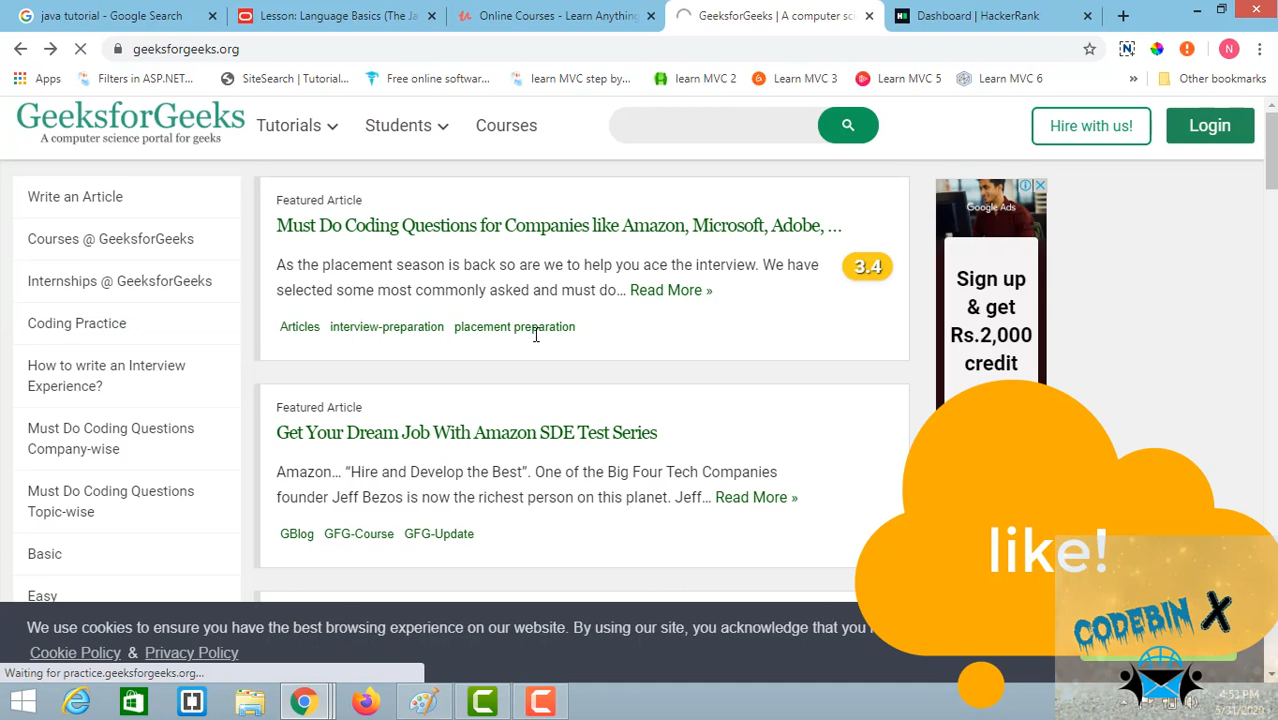 java tutorial - Google Search
Lesson: Language Basics (The Ja
Online Courses - Learn Anything
GeeksforGeeks | A computer sc
Dashboard | HackerRank
geeksforgeeks.org
N
Apps
Filters in ASP.NET...
SiteSearch | Tutorial...
Free online softwar...
learn MVC step by...
learn MVC 2
Learn MVC 3
Learn MVC 5
Learn MVC 6
»
Other bookmarks
GeeksforGeeks
A computer science portal for geeks
Tutorials
Students
Courses
Hire with us!
Login
Write an Article
Courses @ GeeksforGeeks
Internships @ GeeksforGeeks
Coding Practice
How to write an Interview
Experience?
Must Do Coding Questions
Company-wise
Must Do Coding Questions
Topic-wise
Basic
Easy
Featured Article
Must Do Coding Questions for Companies like Amazon, Microsoft, Adobe, ...
As the placement season is back so are we to help you ace the interview. We have
selected some most commonly asked and must do... Read More »
3.4
Articles interview-preparation placement preparation
Featured Article
Get Your Dream Job With Amazon SDE Test Series
Amazon... “Hire and Develop the Best”. One of the Big Four Tech Companies
founder Jeff Bezos is now the richest person on this planet. Jeff... Read More »
GBlog GFG-Course GFG-Update
Google Ads
Sign up
& get
Rs.2,000
credit
like!
CODEBIN X
We use cookies to ensure you have the best browsing experience on our website. By using our site, you acknowledge that you
Cookie Policy & Privacy Policy
Waiting for practice.geeksforgeeks.org...
4:53 PM
5/31/2020